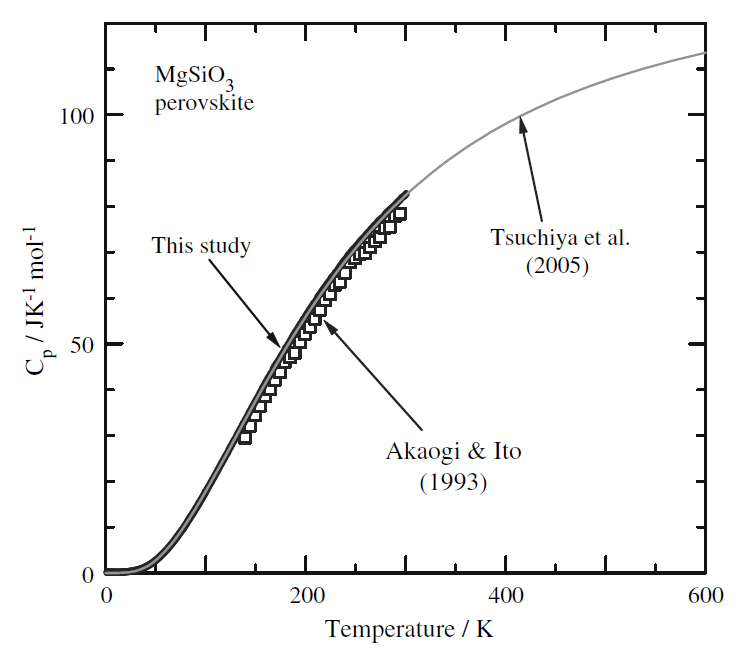 MgSiO3
perovskite
100
This study
Tsuchiya et al.
(2005)
Cp / JK-1 mol-1
50
Akaogi & Ito
(1993)
0
0 200 400 600
Temperature / K